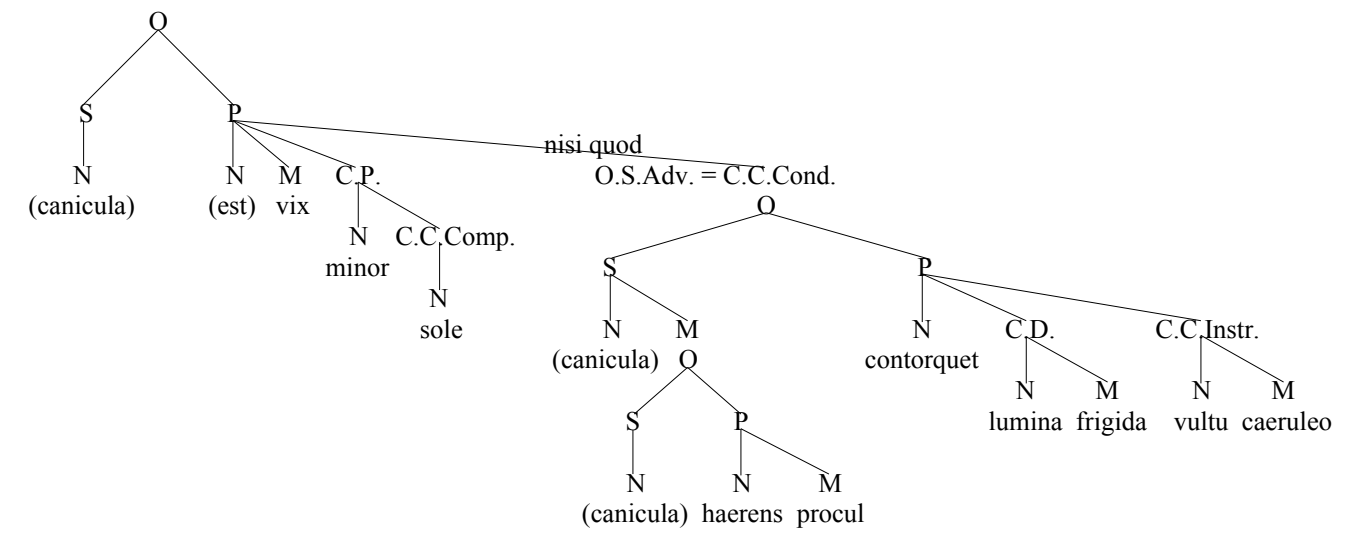 O
S P
nisi quod
N N M C.P. O.S.Adv. = C.C.Cond.
(canicula) (est) vix O
N C.C.Comp.
minor S P
N
sole N M N C.D. C.C.Instr.
(canicula) O contorquet
N M N M
S P lumina frigida vultu caeruleo
N N M
(canicula) haerens procul